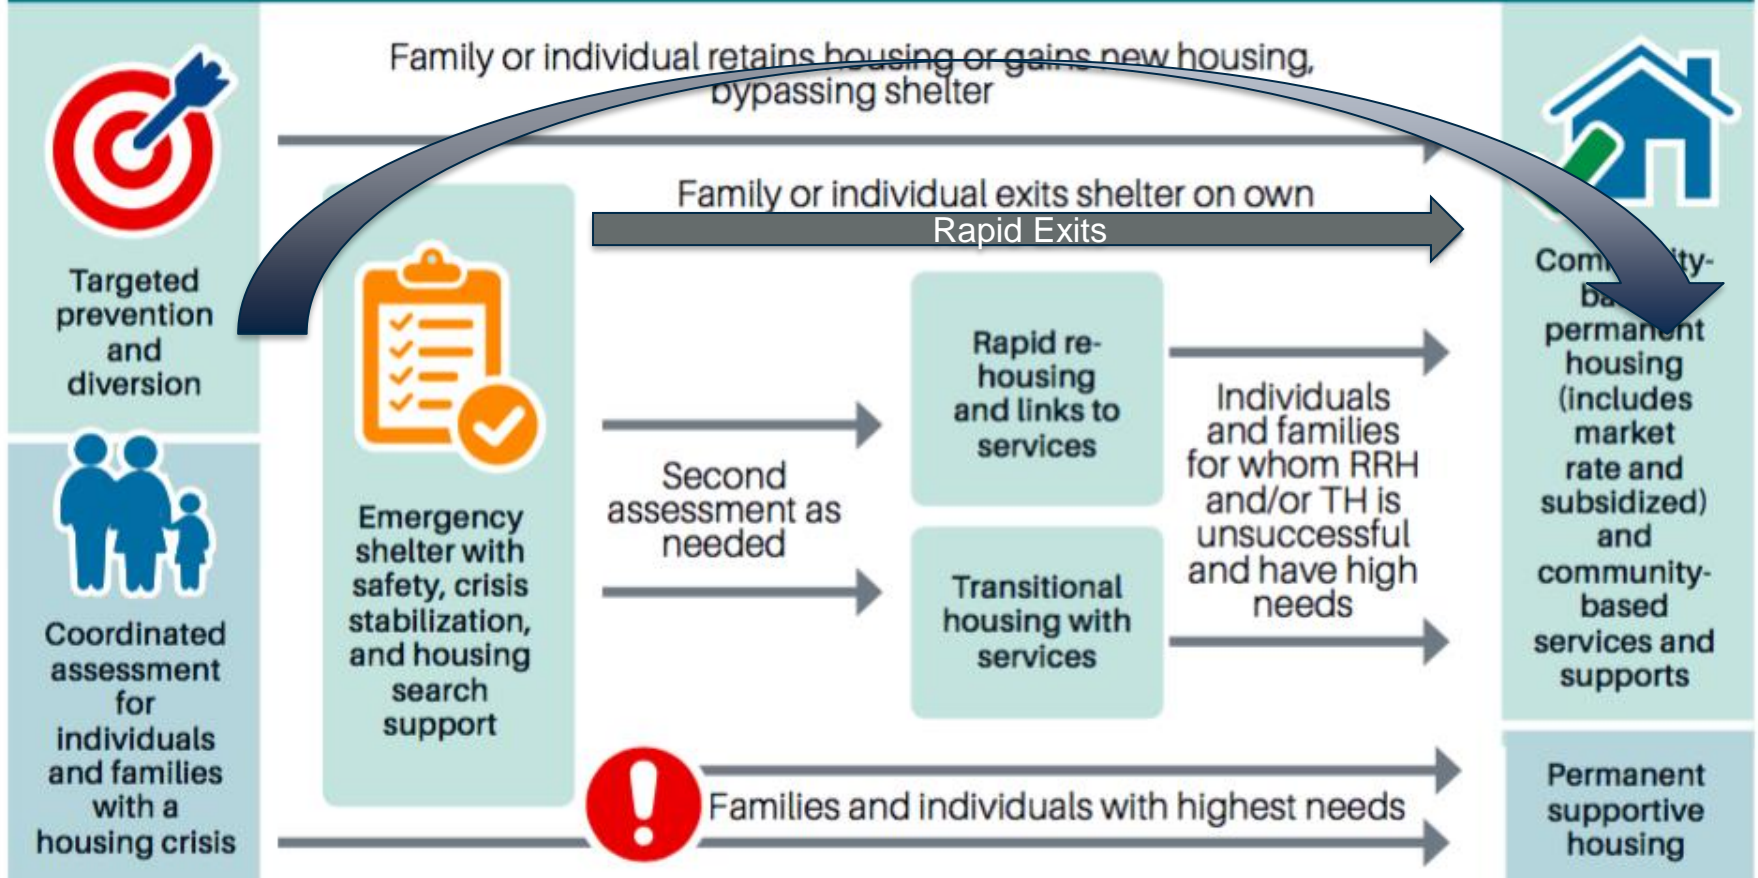 Family or individual retains housing or gains new housing,
bypassing shelter
Targeted
prevention
and
diversion
Coordinated
assessment
for
individuals
and families
with a
housing crisis
Emergency
shelter with
safety, crisis
stabilization,
and housing
search
support
Family or individual exits shelter on own
Rapid Exits
Second
assessment as
needed
Rapid re-
housing
and links to
services
Transitional
housing with
services
Individuals
and families
for whom RRH
and/or TH is
unsuccessful
and have high
needs
Families and individuals with highest needs
permanent
housing
(includes
market
rate and
subsidized)
and
community-
based
services and
supports
Permanent
supportive
housing